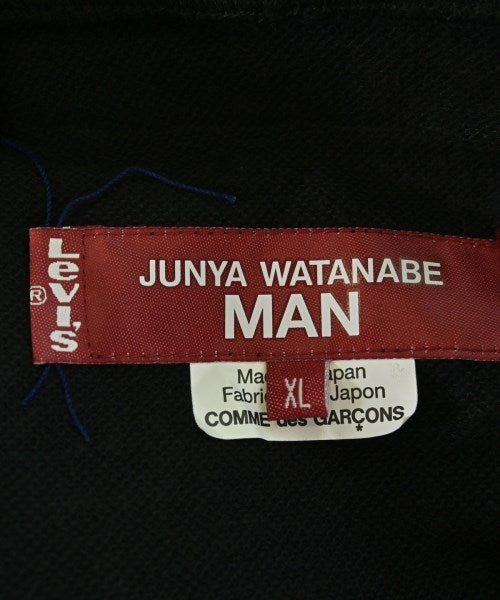 Levi's
®
JUNYA WATANABE
MAN
XL
COMME des GARÇONS
*
Japon